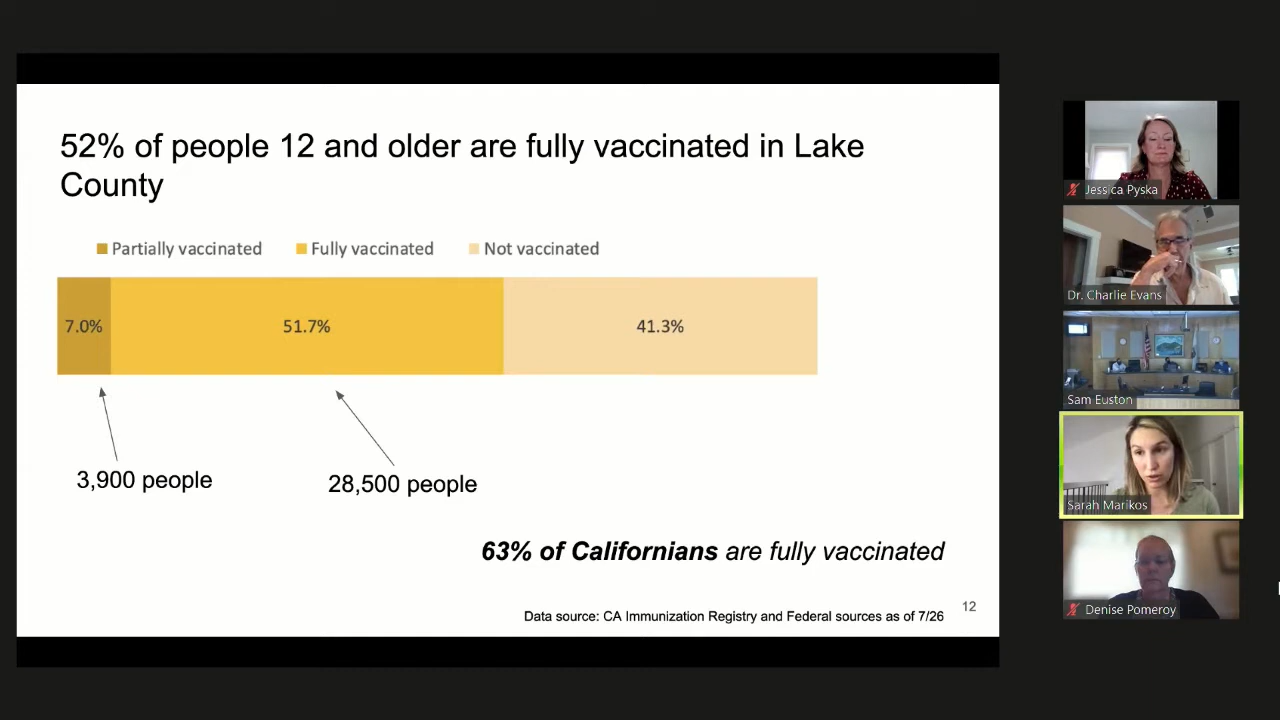 52% of people 12 and older are fully vaccinated in Lake
County
Partially vaccinated
Fully vaccinated
Not vaccinated
7.0%
51.7%
41.3%
3,900 people
28,500 people
63% of Californians are fully vaccinated
Data source: CA Immunization Registry and Federal sources as of 7/26
12
Jessica Pyska
Dr. Charlie Evans
Sam Euston
Sarah Marikos
Denise Pomeroy